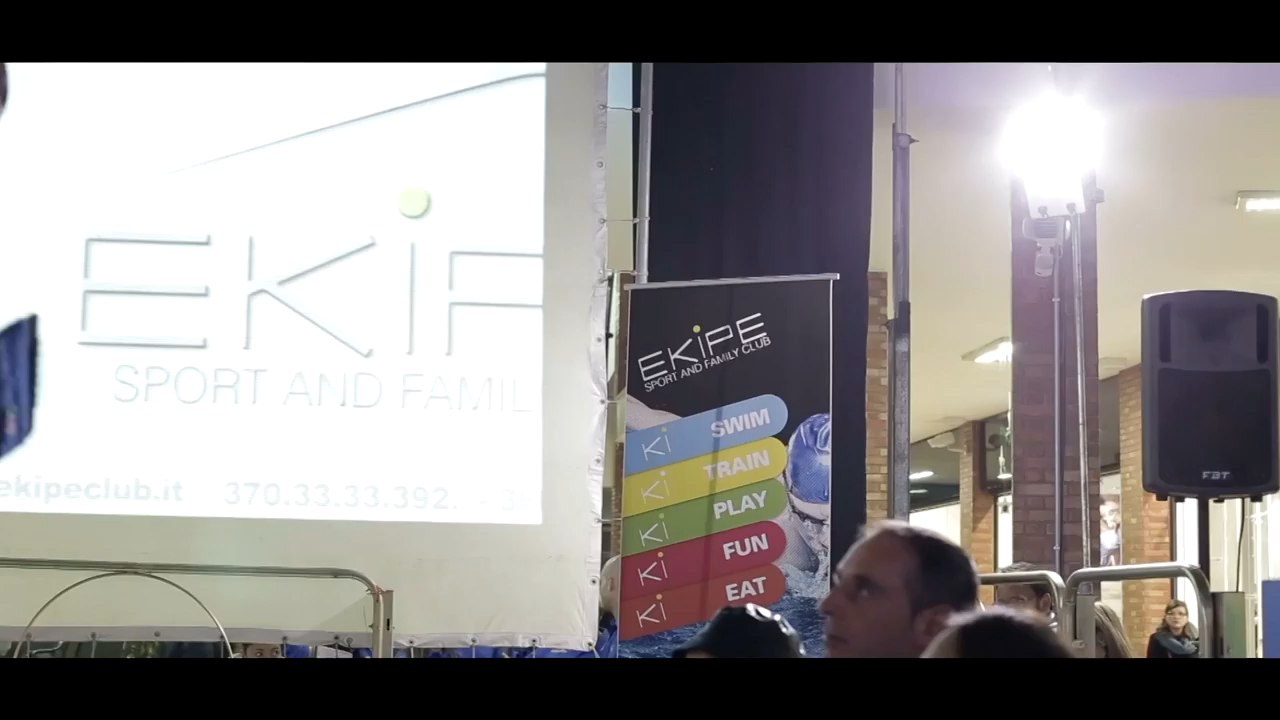 EKiP
SPORT AND FAMIL
ekipeclub.it 370.33.33.392. - 3
EKiPE
SPORT AND FAMILY CLUB
Ki SWIM
Ki TRAIN
Ki PLAY
Ki FUN
Ki EAT
FBT